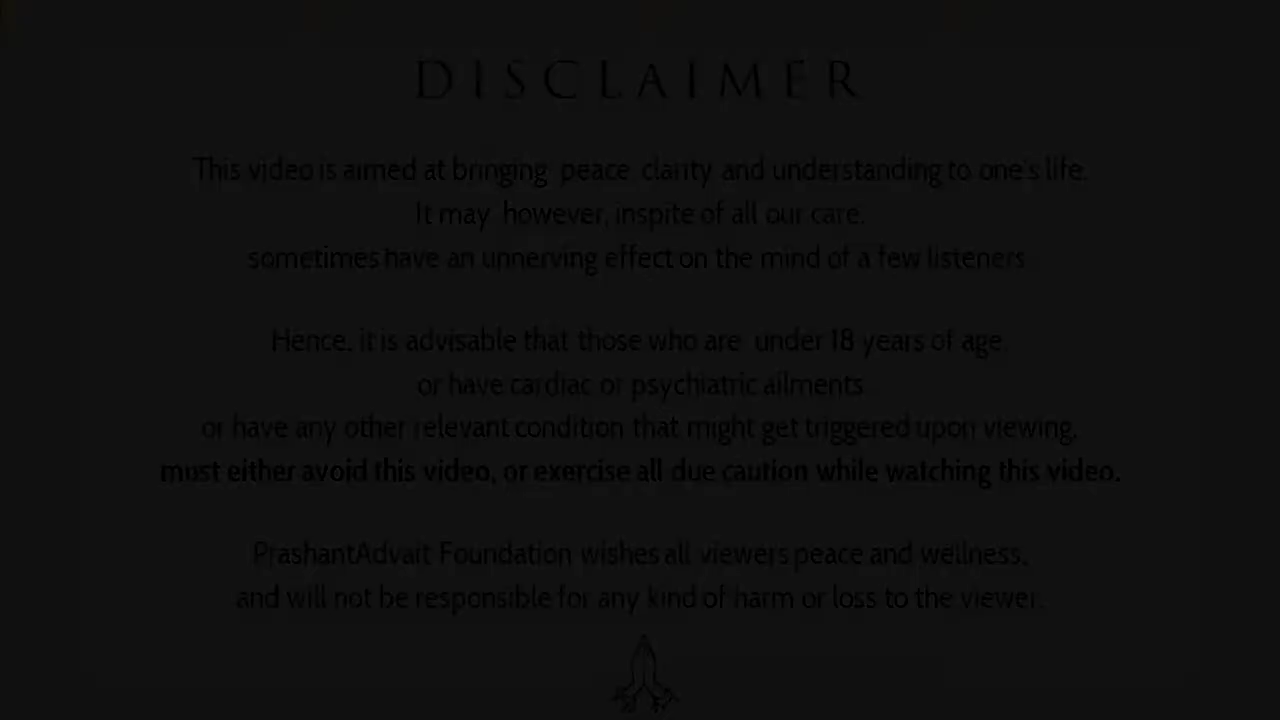 DISCLAIMER
This video is aimed at bringing peace clarity and understanding to one's life.
It may however, inspite of all our care.
sometimes have an unnerving effect on the mind of a few listeners
Hence, it is advisable that those who are under 18 years of age
or have cardiac or psychiatric ailments
or have any other relevant condition that might get triggered upon viewing,
must either avoid this video, or exercise all due caution while watching this video.
PrashantAdvait Foundation wishes all viewers peace and wellness,
and will not be responsible for any kind of harm or loss to the viewer.